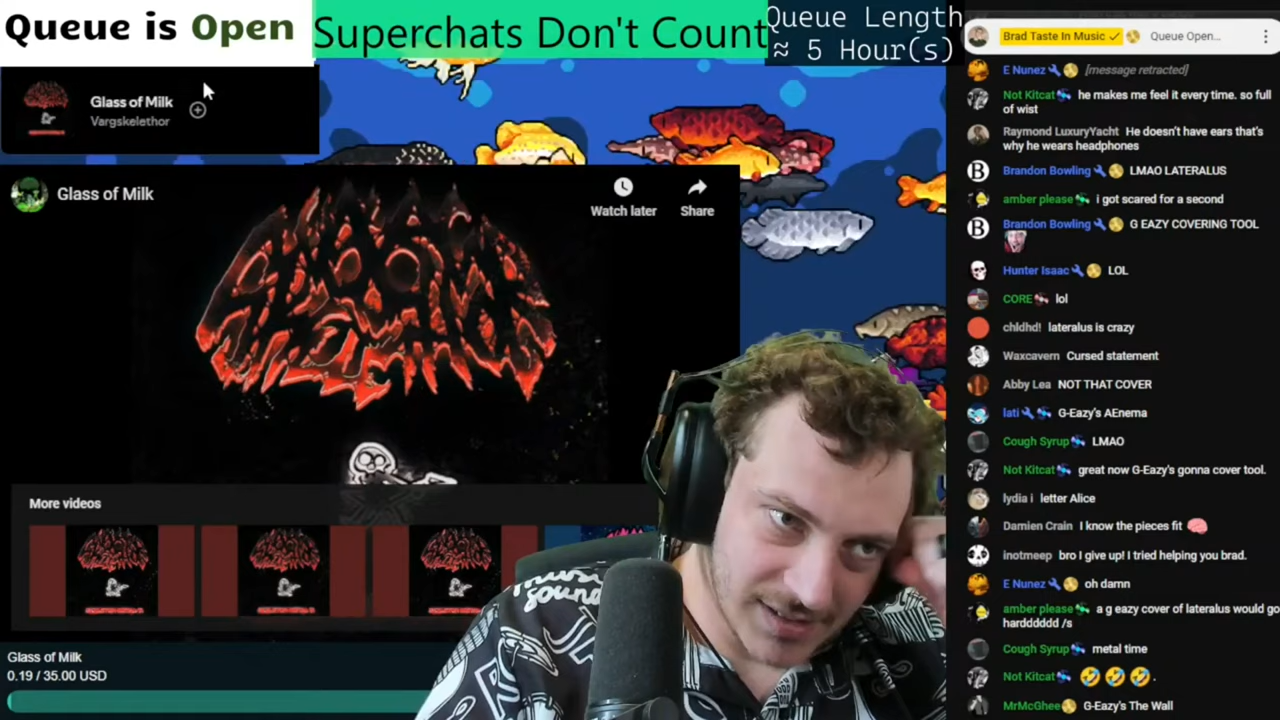 Queue is Open
Superchats Don't Count
Queue Length
≈ 5 Hour(s)
Glass of Milk
Vargskelethor
Glass of Milk
Watch later
Share
More videos
Glass of Milk
0.19 / 35.00 USD
Brad Taste In Music
Queue Open...
E Nunez [message retracted]
Not Kitcat he makes me feel it every time. so full
of wist
Raymond LuxuryYacht He doesn't have ears that's
why he wears headphones
Brandon Bowling LMAO LATERALUS
amber please i got scared for a second
Brandon Bowling G EAZY COVERING TOOL
Hunter Isaac LOL
CORE lol
chldhd! lateralus is crazy
Waxcavern Cursed statement
Abby Lea NOT THAT COVER
lati G-Eazy's AEnema
Cough Syrup LMAO
Not Kitcat great now G-Eazy's gonna cover tool.
lydia i letter Alice
Damien Crain I know the pieces fit
inotmeep bro I give up! I tried helping you brad.
E Nunez oh damn
amber please a g eazy cover of lateralus would go
harddddd /s
Cough Syrup metal time
Not Kitcat .
MrMcGhee G-Eazy's The Wall